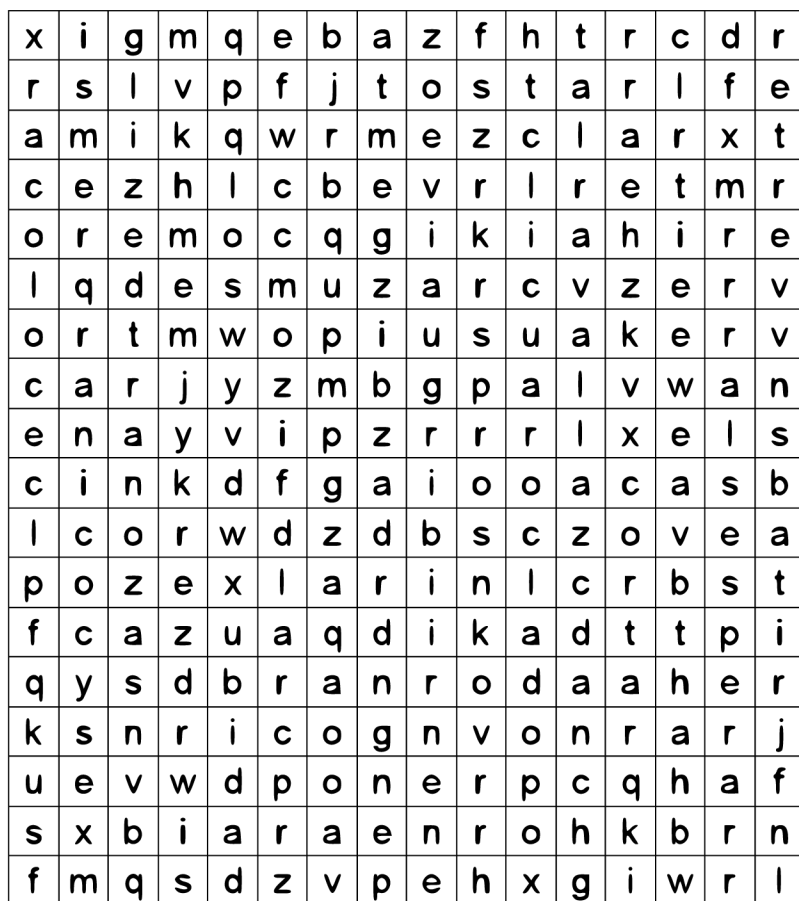 x i g m q e b a z f h t r c d r
r s l v p f j t o s t a r l f e
a m i k q w r m e z c l a r x t
c e z h l c b e v r l r e t m r
o r e m o c q g i k i a h i r e
l q d e s m u z a r c v z e r v
o r t m w o p i u s u a k e r v
c a r j y z m b g p a l v w a n
e n a y v i p z r r r l x e l s
c i n k d f g a i o o a c a s b
l c o r w d z d b s c z o v e a
p o z e x l a r i n l c r b s t
f c a z u a q d i k a d t t p i
q y s d b r a n r o d a a h e r
k s n r i c o g n v o n r a r j
u e v w d p o n e r p c q h a f
s x b i a r a e n r o h k b r n
f m q s d z v p e h x g i w r l